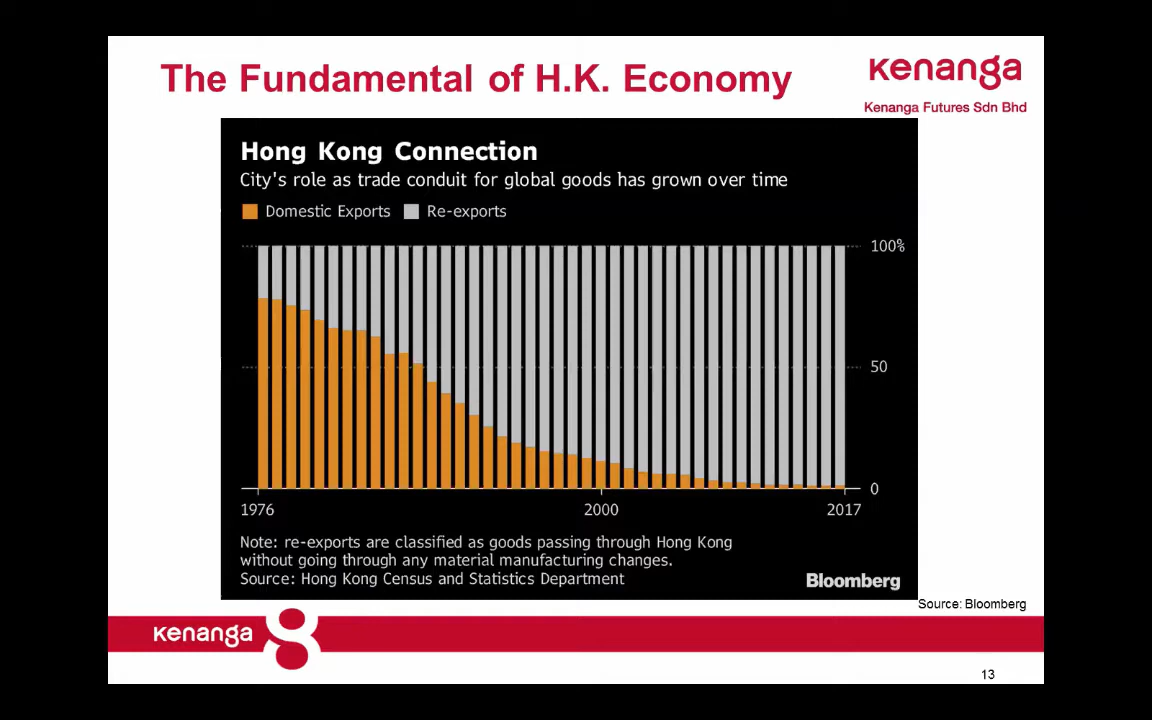 The Fundamental of H.K. Economy
Kenanga
Kenanga Futures Sdn Bhd
Hong Kong Connection
City's role as trade conduit for global goods has grown over time
Domestic Exports Re-exports
100%
50
0
1976 2000 2017
Note: re-exports are classified as goods passing through Hong Kong
without going through any material manufacturing changes.
Source: Hong Kong Census and Statistics Department
Bloomberg
Source: Bloomberg
Kenanga
13